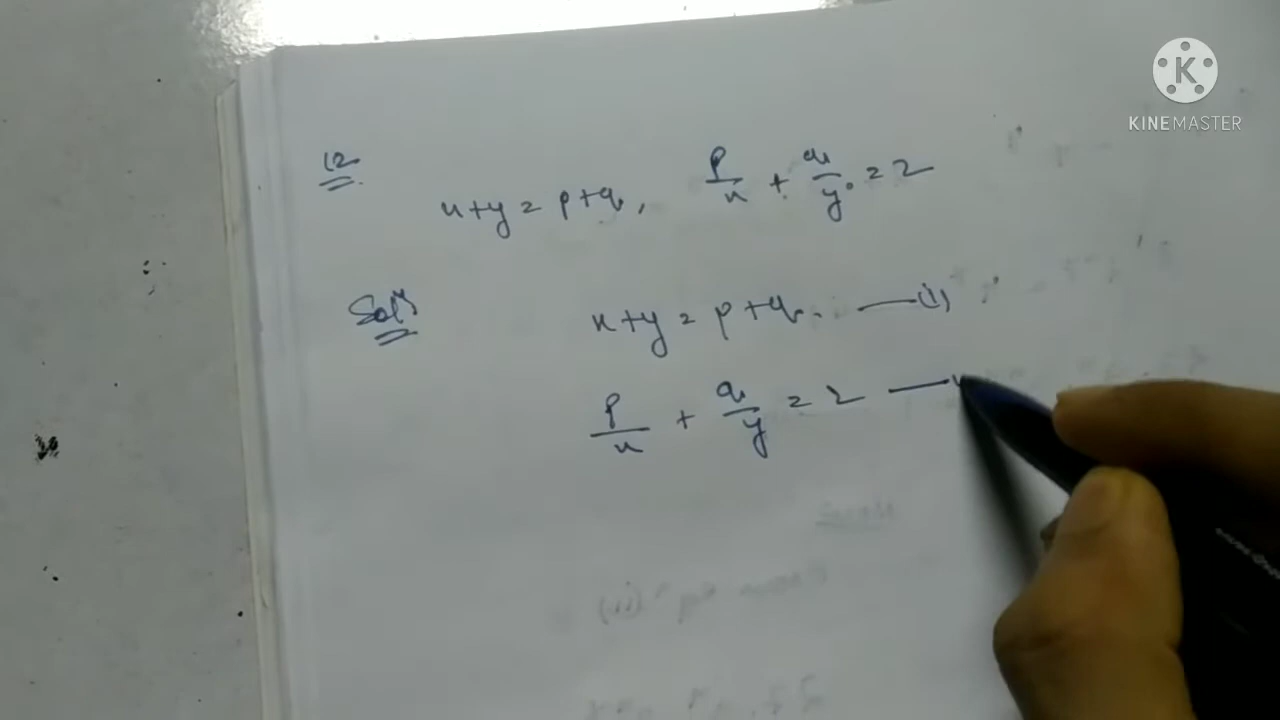 KINEMASTER
12
x+y = p+q, p/x + q/y = 2
Solⁿ x+y = p+q. —(i)
p/x + q/y = 2 —